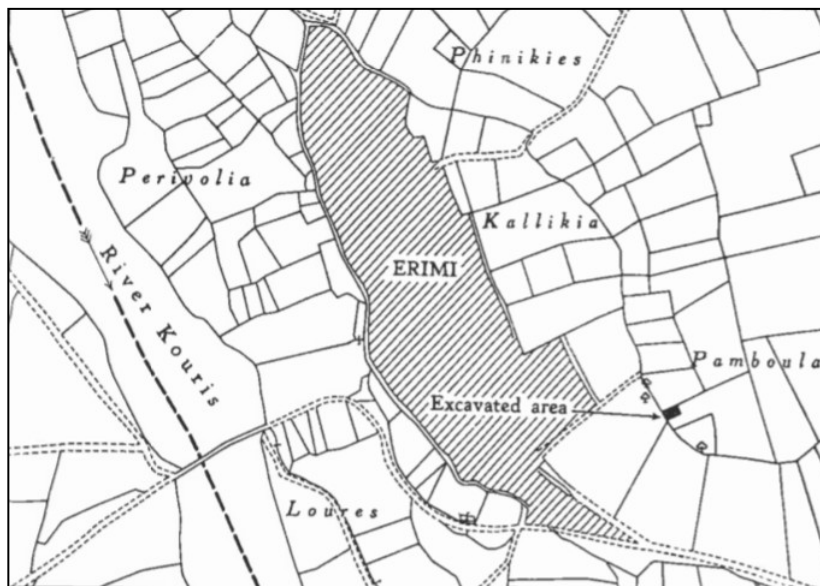 Phinikies
Perivolia
Kallikia
River Kouris
ERIMI
Pamboula
Excavated area
Loures